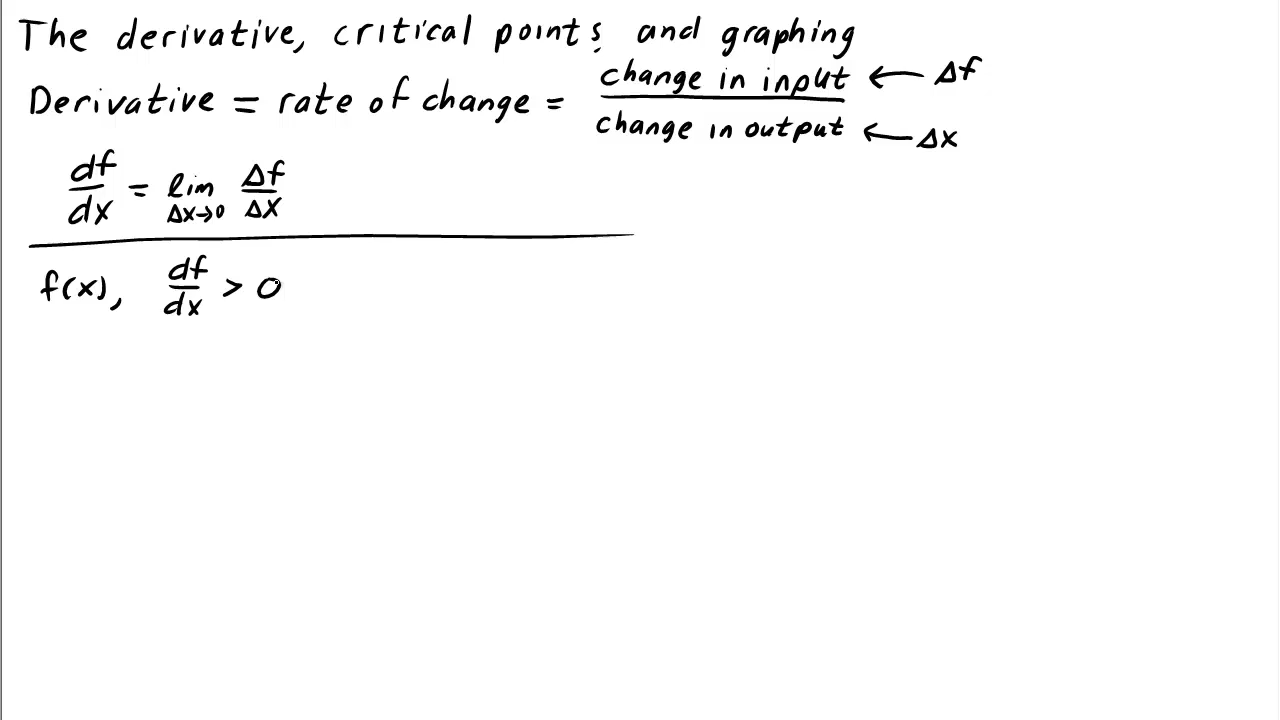 The derivative, critical points, and graphing
Derivative = rate of change = change in input / change in output ← Δf ← Δx
df/dx = lim Δx→0 Δf/Δx
f(x), df/dx > 0